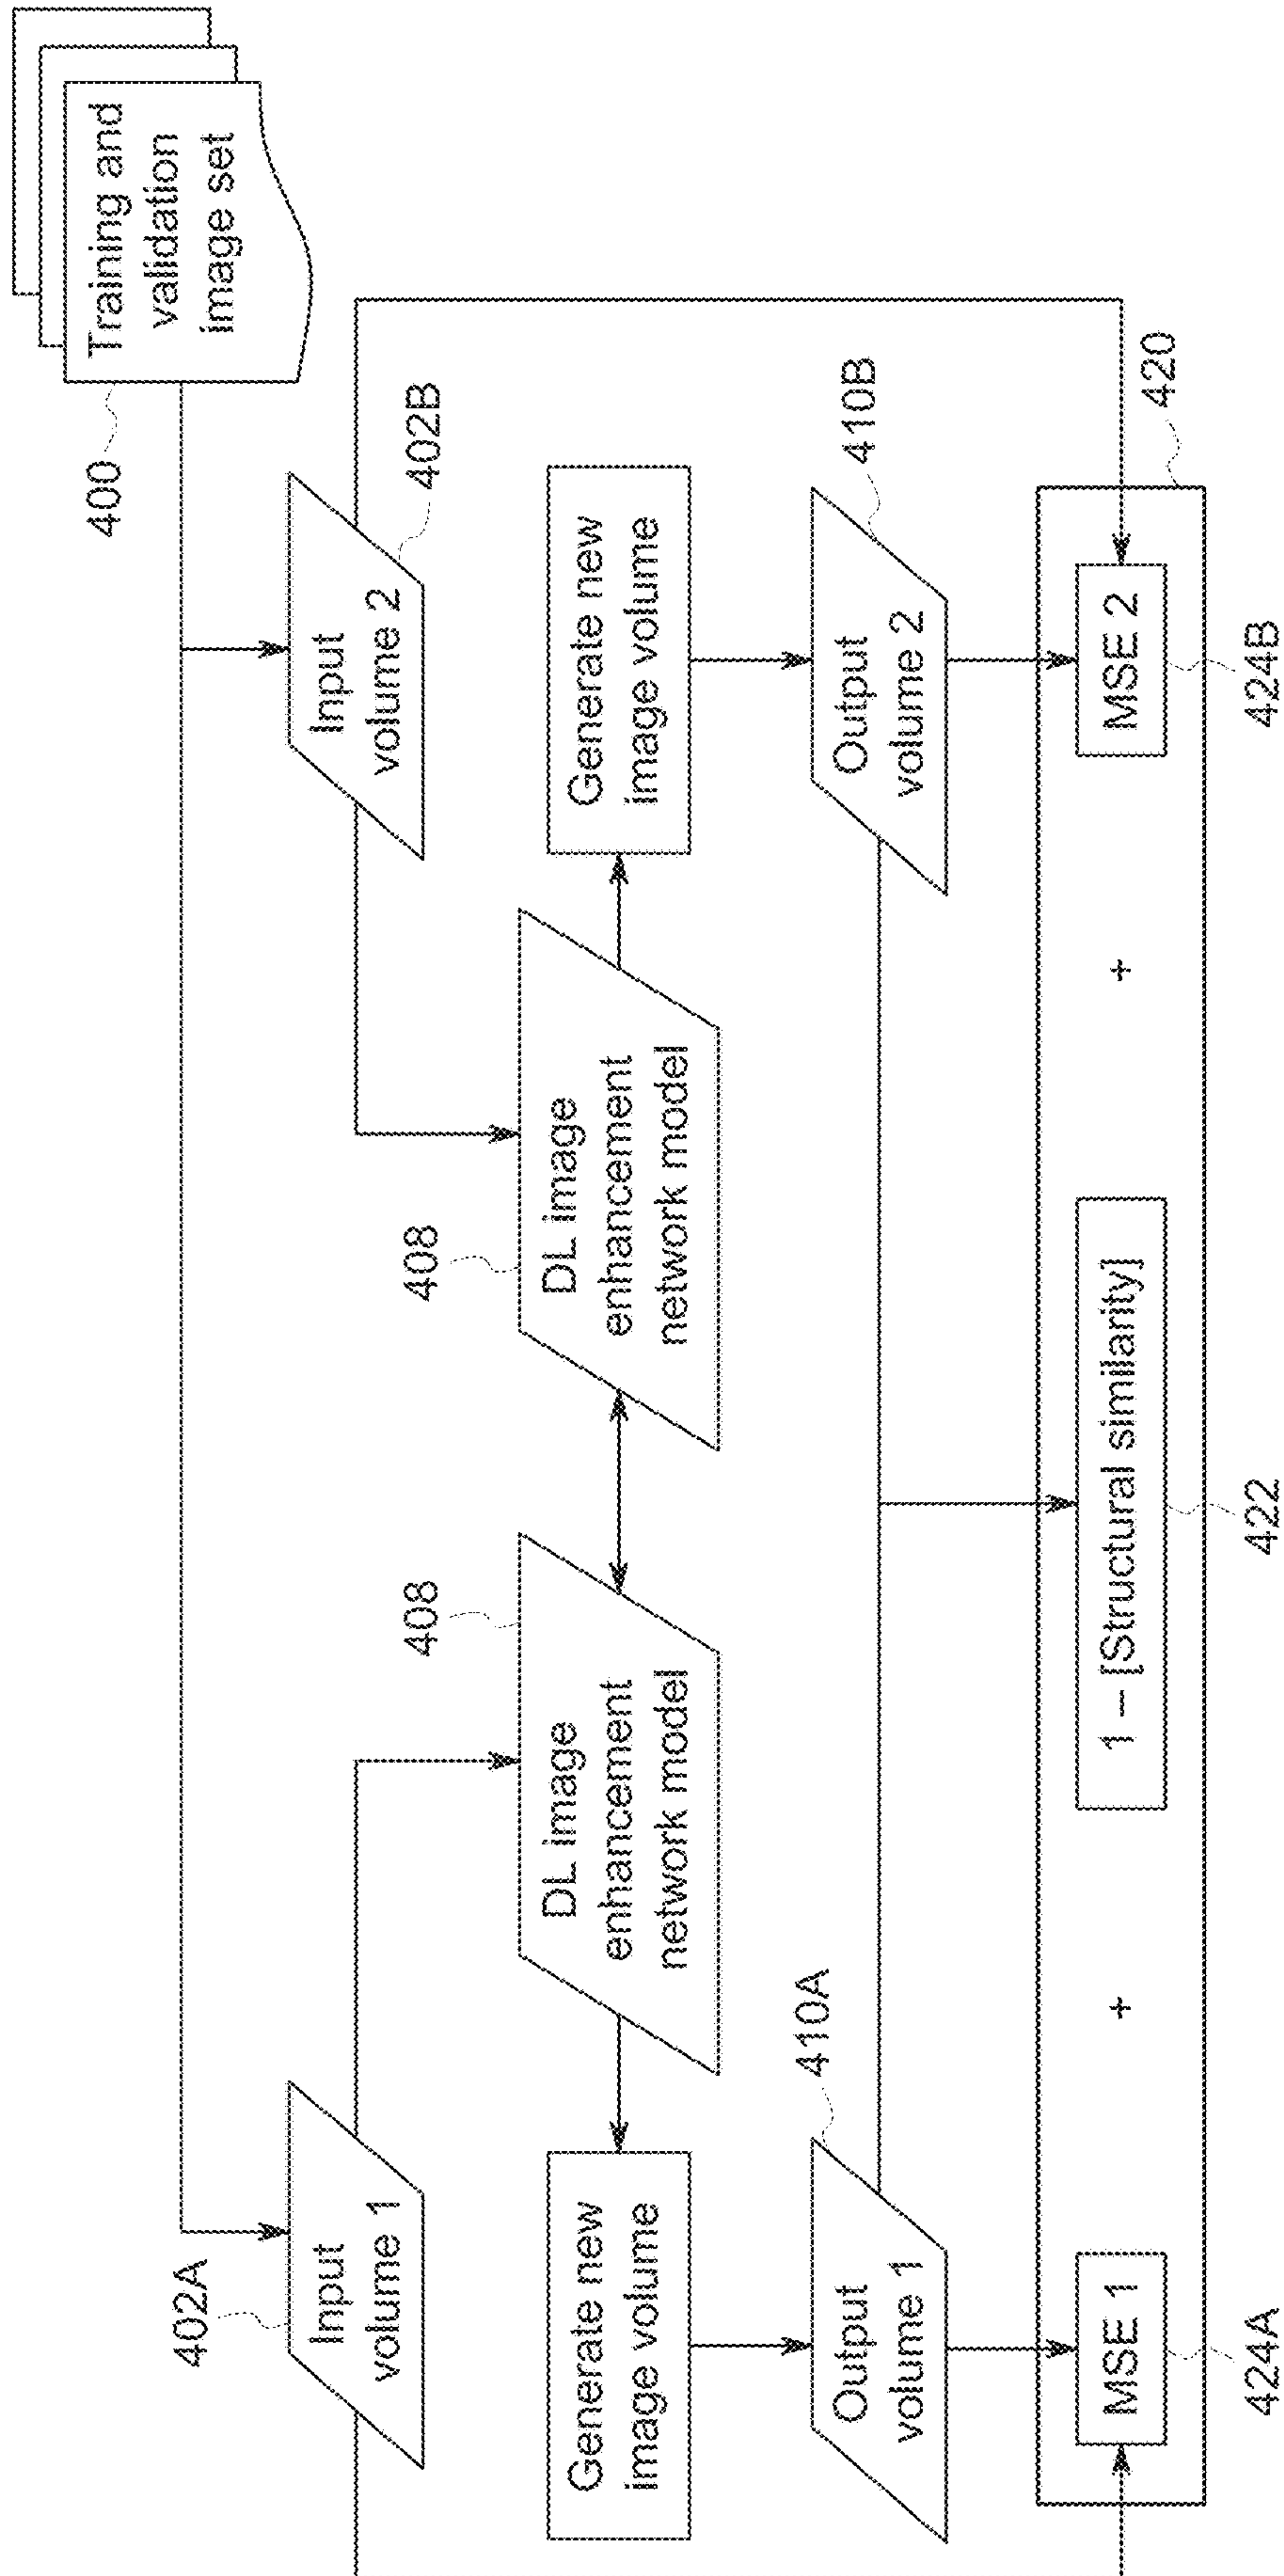 Training and
validation
image set
400
402A
Input
volume 1
Input
volume 2
402B
408
408
Generate new
image volume
DL image
enhancement
network model
DL image
enhancement
network model
Generate new
image volume
410A
Output
volume 1
Output
volume 2
410B
420
MSE 1
+
1 – [Structural similarity]
+
MSE 2
424A
422
424B